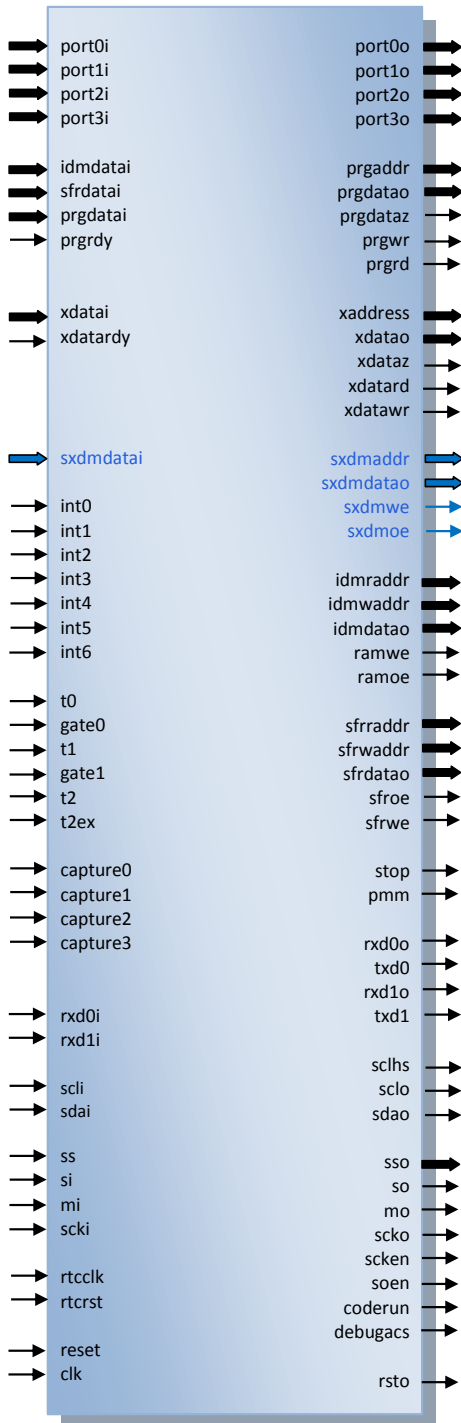 port0i
port1i
port2i
port3i
idmdatai
sfrdatai
prgdatai
prgrdy
xdatai
xdatardy
sxdmdatai
int0
int1
int2
int3
int4
int5
int6
t0
gate0
t1
gate1
t2
t2ex
capture0
capture1
capture2
capture3
rxd0i
rxd1i
scli
sdai
ss
si
mi
scki
rtcclk
rtcrst
reset
clk
port0o
port1o
port2o
port3o
prgaddr
prgdatao
prgdataz
prgwr
prgrd
xaddress
xdatao
xdataz
xdatard
xdatawr
sxdmaddr
sxdmdatao
sxdmwe
sxdmoe
idmraddr
idmwaddr
idmdatao
ramwe
ramoe
sfrraddr
sfrwaddr
sfrdatao
sfroe
sfrwe
stop
pmm
rxd0o
txd0
rxd1o
txd1
sclhs
sclo
sdao
sso
so
mo
scko
scken
soen
coderun
debugacs
rsto